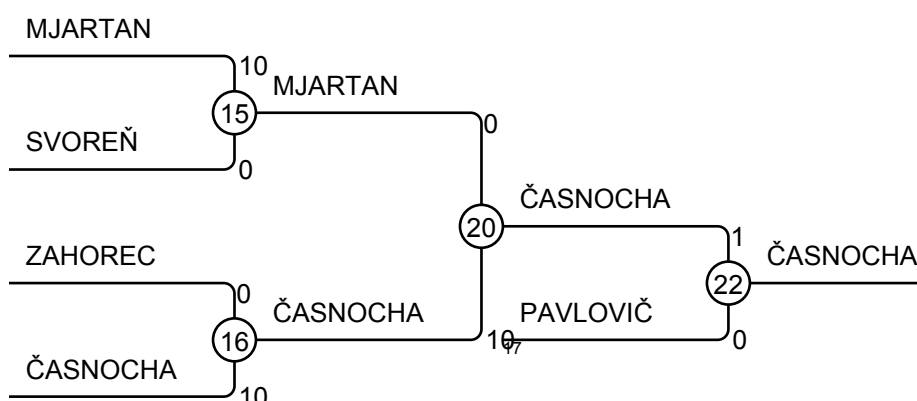 MJARTAN
10
MJARTAN
15
0
SVOREŇ
0
ČASNOCHA
20
1
ČASNOCHA
ZAHOREC
22
0
ČASNOCHA
PAVLOVIČ
16
10
17
0
ČASNOCHA
10